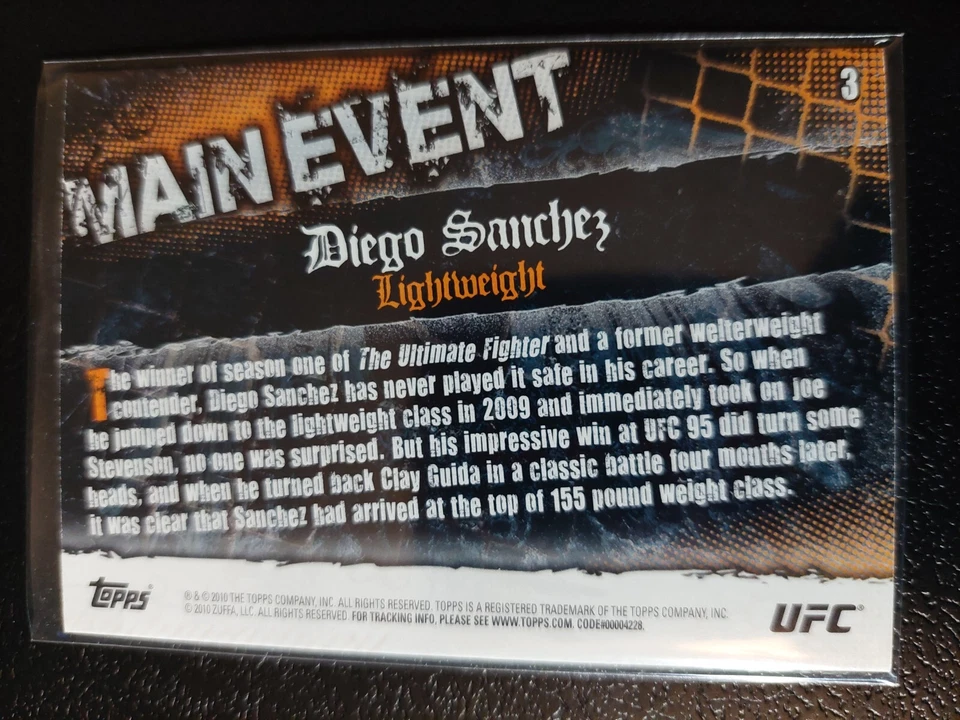 3
MAIN EVENT
Diego Sanchez
Lightweight
The winner of season one of The Ultimate Fighter and a former welterweight
contender, Diego Sanchez has never played it safe in his career. So when
he jumped down to the lightweight class in 2009 and immediately took on Joe
Stevenson, no one was surprised. But his impressive win at UFC 95 did turn some
heads, and when he turned back Clay Guida in a classic battle four months later,
it was clear that Sanchez had arrived at the top of 155 pound weight class.
topps®
® & © 2010 THE TOPPS COMPANY, INC. ALL RIGHTS RESERVED. TOPPS IS A REGISTERED TRADEMARK OF THE TOPPS COMPANY, INC.
© 2010 ZUFFA, LLC. ALL RIGHTS RESERVED. FOR TRACKING INFO, PLEASE SEE WWW.TOPPS.COM. CODE#00004228.
UFC®